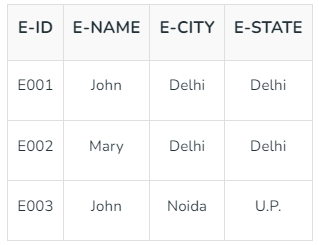 E-ID E-NAME E-CITY E-STATE
E001 John Delhi Delhi
E002 Mary Delhi Delhi
E003 John Noida U.P.